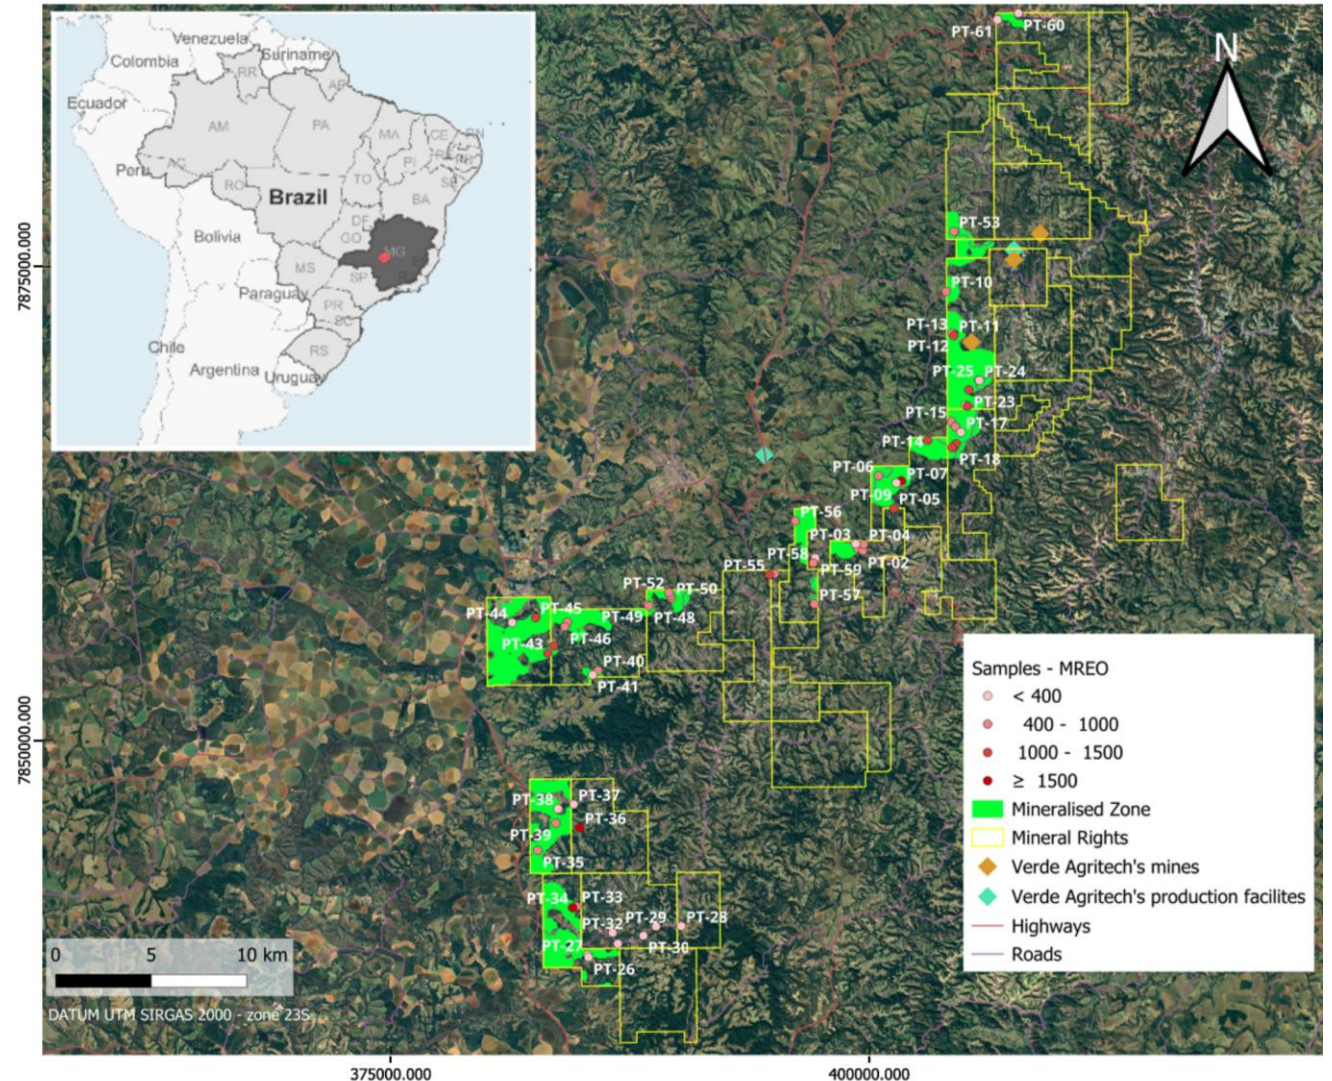 Venezuela
Suriname
Colombia
RR
AP
Ecuador
AM
PA
MA
CE
RN
PI
Peru
AC
TO
RO
SE
Brazil
BA
DF
GO
Bolivia
MG
MS
SP
Paraguay
PR
SC
Chile
RS
Argentina
Uruguay
N
PT-61
PT-60
PT-53
PT-10
PT-13
PT-11
PT-12
PT-25
PT-24
PT-23
PT-15
PT-17
PT-14
PT-18
PT-06
PT-07
PT-09
PT-05
PT-56
PT-03
PT-04
PT-58
PT-02
PT-55
PT-59
PT-52
PT-50
PT-57
PT-44
PT-45
PT-49
PT-48
PT-46
PT-43
PT-40
PT-41
PT-38
PT-37
PT-36
PT-39
PT-35
PT-34
PT-33
PT-32
PT-29
PT-28
PT-27
PT-30
PT-26
7875000.000
7850000.000
375000.000
400000.000
Samples - MREO
< 400
400 - 1000
1000 - 1500
≥ 1500
Mineralised Zone
Mineral Rights
Verde Agritech's mines
Verde Agritech's production facilites
Highways
Roads
0 5 10 km
DATUM UTM SIRGAS 2000 - zone 23S